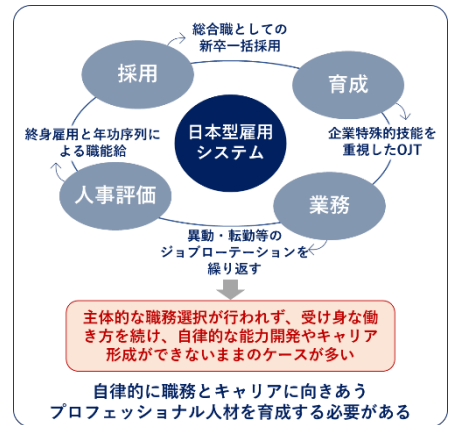 総合職としての
新卒一括採用
採用
育成
日本型雇用
システム
終身雇用と年功序列に
よる職能給
企業特殊的技能を
重視したOJT
人事評価
業務
異動・転勤等の
ジョブローテーションを
繰り返す
主体的な職務選択が行われず、受け身な働
き方を続け、自律的な能力開発やキャリア
形成ができないままのケースが多い
自律的に職務とキャリアに向きあう
プロフェッショナル人材を育成する必要がある